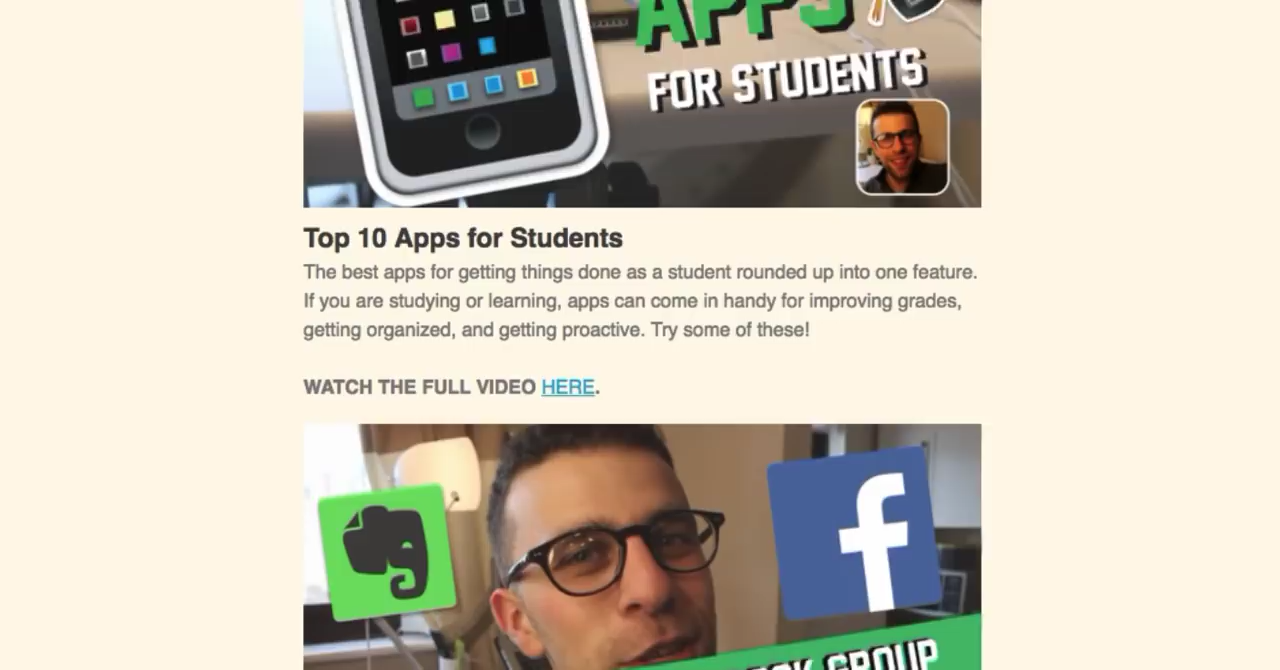 APPS
FOR STUDENTS
Top 10 Apps for Students
The best apps for getting things done as a student rounded up into one feature.
If you are studying or learning, apps can come in handy for improving grades,
getting organized, and getting proactive. Try some of these!
WATCH THE FULL VIDEO HERE.
f
GROUP